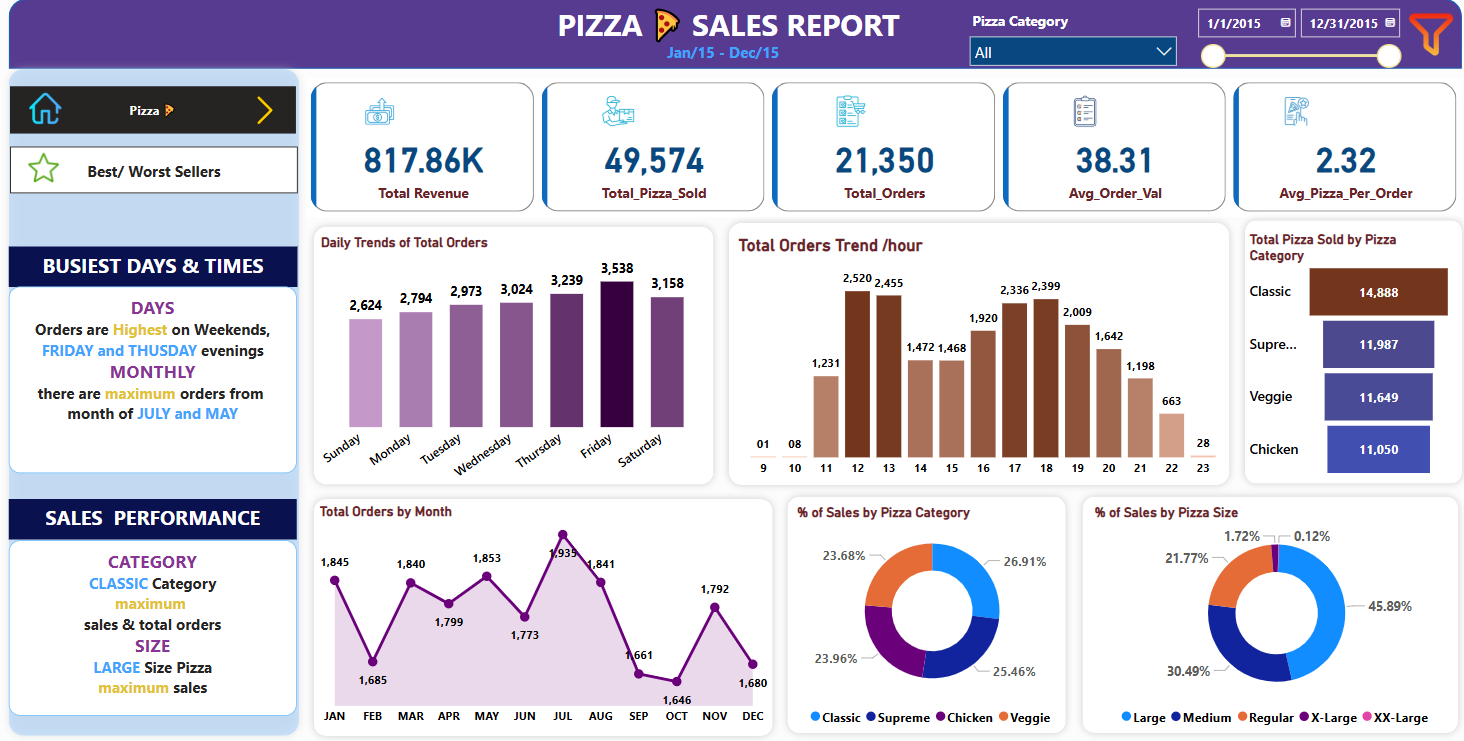 PIZZA SALES REPORT
Jan/15 - Dec/15
Pizza Category
All
1/1/2015
12/31/2015
Pizza
Best/ Worst Sellers
817.86K
Total Revenue
49,574
Total_Pizza_Sold
21,350
Total_Orders
38.31
Avg_Order_Val
2.32
Avg_Pizza_Per_Order
BUSIEST DAYS & TIMES
DAYS
Orders are Highest on Weekends,
FRIDAY and THUSDAY evenings
MONTHLY
there are maximum orders from
month of JULY and MAY
SALES PERFORMANCE
CATEGORY
CLASSIC Category
maximum
sales & total orders
SIZE
LARGE Size Pizza
maximum sales
Daily Trends of Total Orders
2,624
2,794
2,973
3,024
3,239
3,538
3,158
Sunday
Monday
Tuesday
Wednesday
Thursday
Friday
Saturday
Total Orders Trend /hour
01
08
1,231
2,520
2,455
1,472
1,468
1,920
2,336
2,399
2,009
1,642
1,198
663
28
9 10 11 12 13 14 15 16 17 18 19 20 21 22 23
Total Pizza Sold by Pizza
Category
Classic 14,888
Supre... 11,987
Veggie 11,649
Chicken 11,050
Total Orders by Month
1,845
1,685
1,840
1,799
1,853
1,773
1,935
1,841
1,661
1,646
1,792
1,680
JAN FEB MAR APR MAY JUN JUL AUG SEP OCT NOV DEC
% of Sales by Pizza Category
23.68%
26.91%
23.96%
25.46%
Classic Supreme Chicken Veggie
% of Sales by Pizza Size
1.72%
0.12%
21.77%
45.89%
30.49%
Large Medium Regular X-Large XX-Large